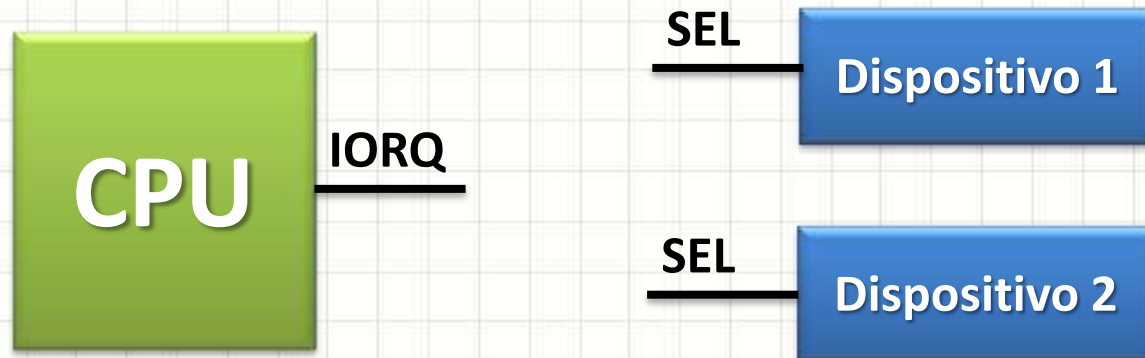 SEL
Dispositivo 1
CPU
IORQ
SEL
Dispositivo 2